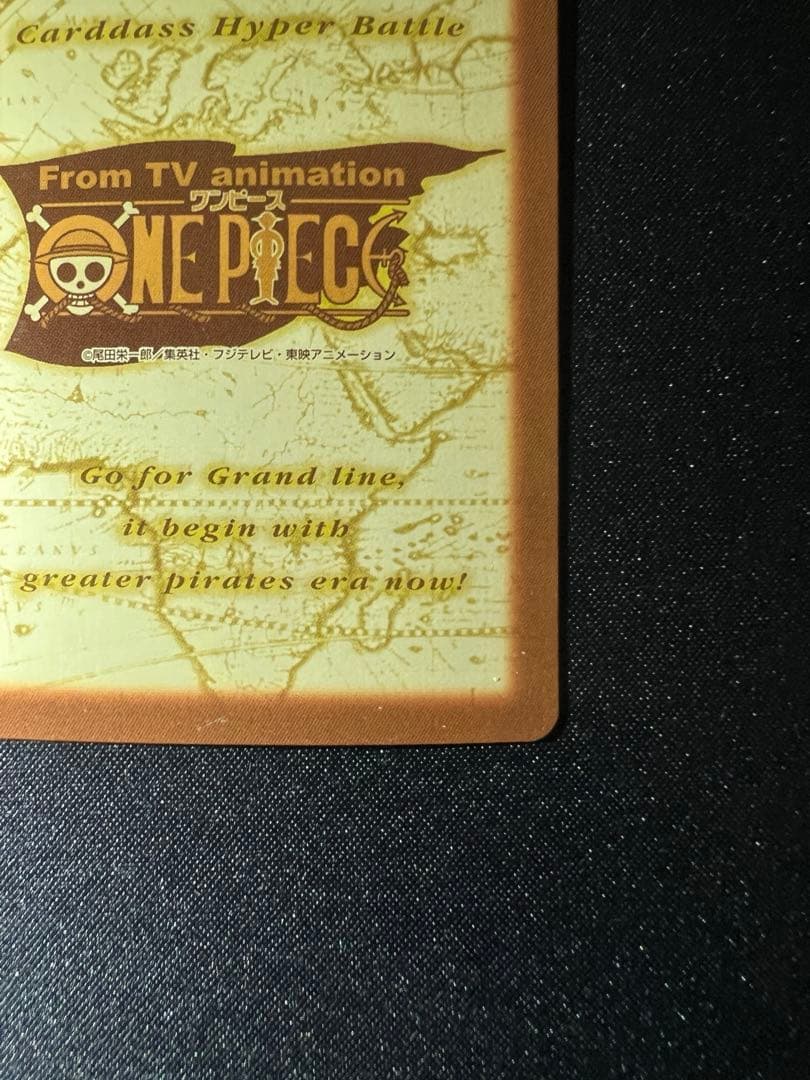 Carddass Hyper Battle
From TV animation
ワンピース
ONE PIECE
©尾田栄一郎/集英社・フジテレビ・東映アニメーション
Go for Grand line,
it begin with
greater pirates era now!